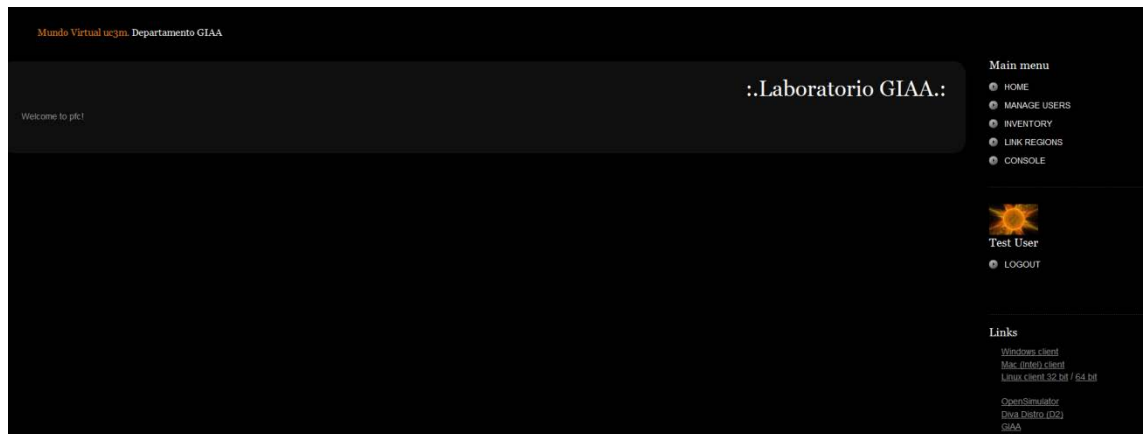 Mundo Virtual uc3m. Departamento GIAA
:.Laboratorio GIAA.:
Welcome to pfc!
Main menu
HOME
MANAGE USERS
INVENTORY
LINK REGIONS
CONSOLE
Test User
LOGOUT
Links
Windows client
Mac (Intel) client
Linux client 32 bit / 64 bit
OpenSimulator
Diva Distro (D2)
GIAA